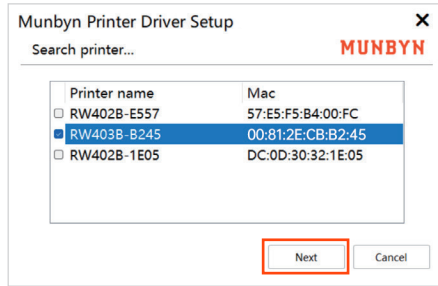 Munbyn Printer Driver Setup
Search printer...
MUNBYN
Printer name Mac
RW402B-E557 57:E5:F5:B4:00:FC
RW403B-B245 00:81:2E:CB:B2:45
RW402B-1E05 DC:0D:30:32:1E:05
Next Cancel